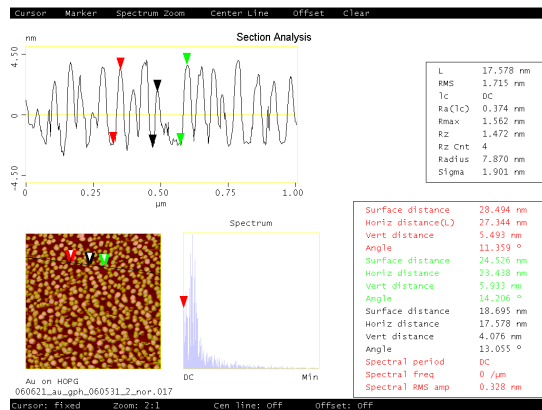 Cursor Marker Spectrum Zoom Center Line Offset Clear
Section Analysis
nm
4.50
0
-4.50
0 0.25 0.50 0.75 1.00
µm
L 17.578 nm
RMS 1.715 nm
lc DC
Ra(lc) 0.374 nm
Rmax 1.562 nm
Rz 1.472 nm
Rz Cnt 4
Radius 7.870 nm
Sigma 1.901 nm
Spectrum
DC Min
Surface distance 28.494 nm
Horiz distance(L) 27.344 nm
Vert distance 5.493 nm
Angle 11.359 °
Surface distance 24.526 nm
Horiz distance 23.438 nm
Vert distance 5.933 nm
Angle 14.206 °
Surface distance 18.695 nm
Horiz distance 17.578 nm
Vert distance 4.076 nm
Angle 13.055 °
Spectral period DC
Spectral freq 0 /µm
Spectral RMS amp 0.328 nm
Au on HOPG
060621_au_gph_060531_2_nor.017
Cursor: fixed Zoom: 2:1 Cen line: Off Offset: Off